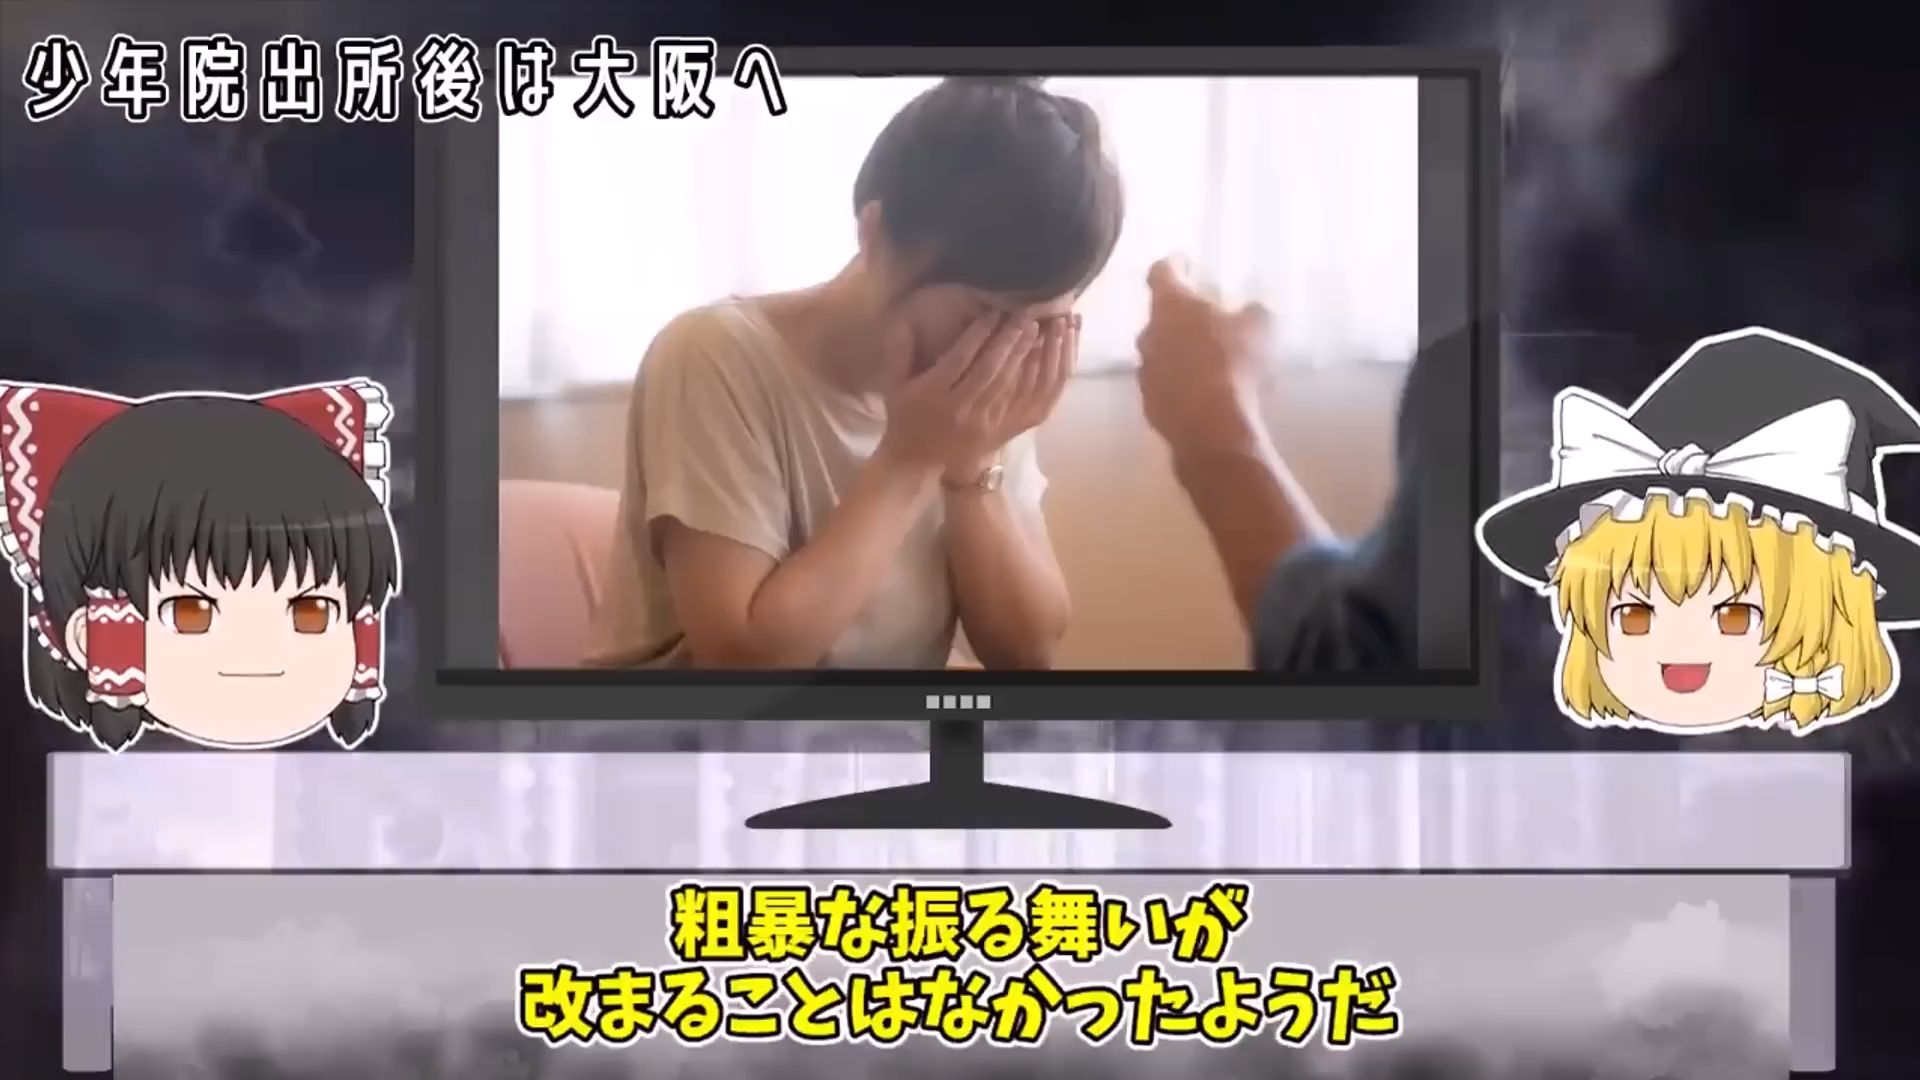 少年院出所後は大阪へ
粗暴な振る舞いが
改まることはなかったようだ